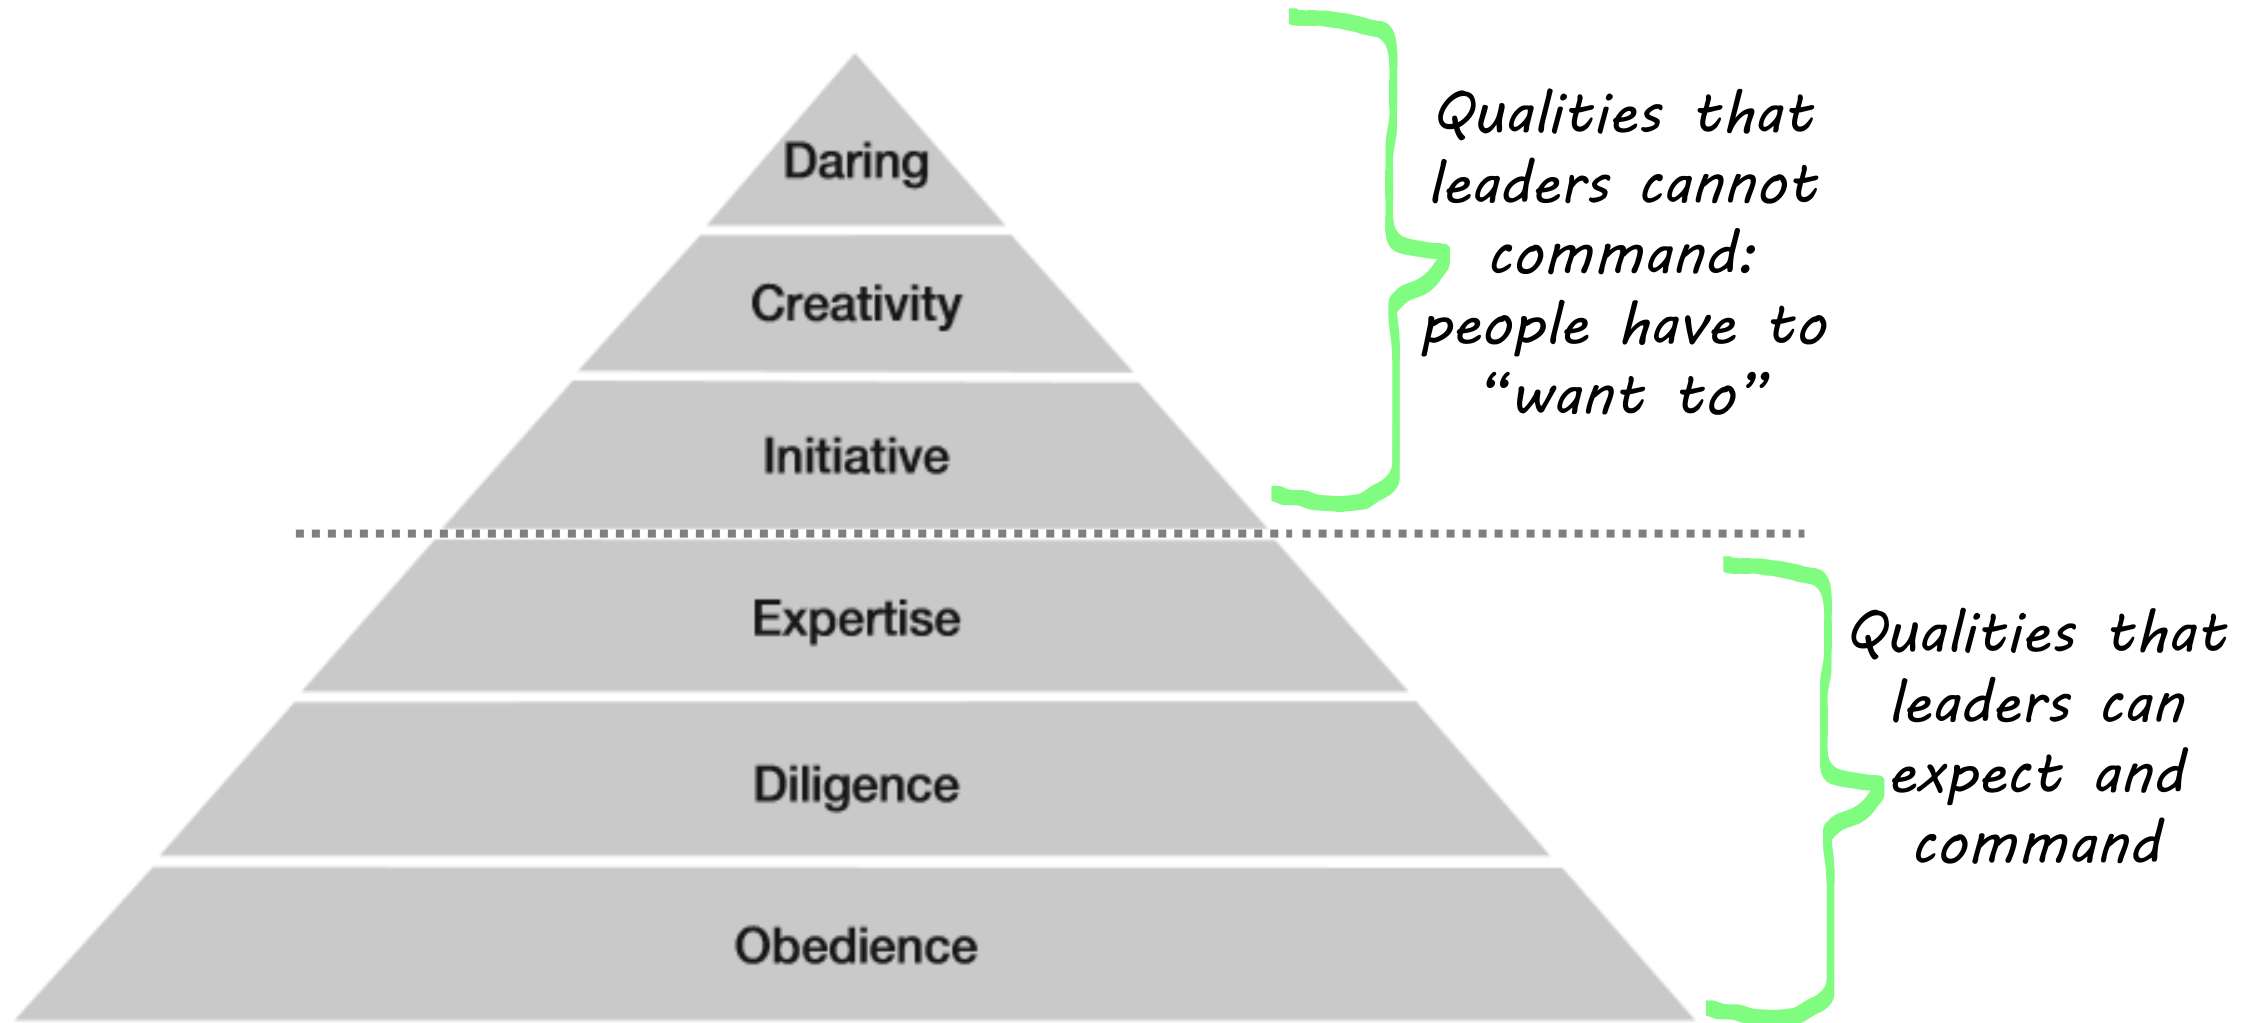 Daring
Creativity
Initiative
Qualities that
leaders cannot
command:
people have to
“want to”
Expertise
Diligence
Obedience
Qualities that
leaders can
expect and
command